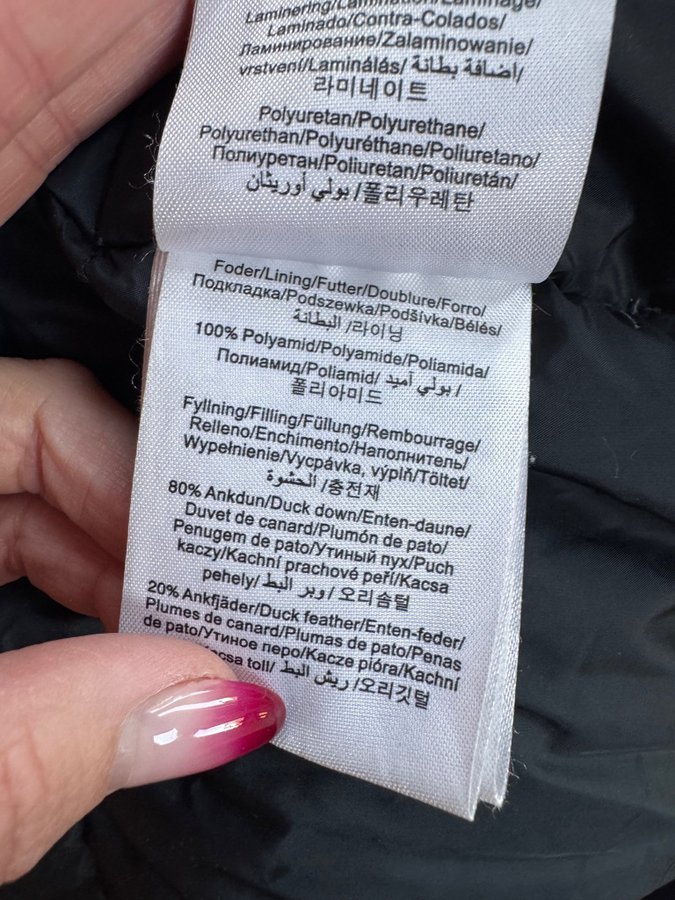 Laminering/Lamination/Laminage/
Laminado/Contra-Colados/
Ламинирование/Zalaminowanie/
vrstvení/Laminálás/ إضافة بطانة/
라미네이트
Polyuretan/Polyurethane/
Polyurethan/Polyuréthane/Poliuretano/
Полиуретан/Poliuretan/Poliuretán/
بولي أوريثان /폴리우레탄
Foder/Lining/Futter/Doublure/Forro/
Подкладка/Podszewka/Podšívka/Bélés/
البطانة /라이닝
100% Polyamid/Polyamide/Poliamida/
Полиамид/Poliamid/ بولي أميد /
폴리아미드
Fyllning/Filling/Füllung/Rembourrage/
Relleno/Enchimento/Наполнитель/
Wypełnienie/Vycpávka, výplň/Töltet/
الحشوة /충전재
80% Ankdun/Duck down/Enten-daune/
Duvet de canard/Plumón de pato/
Penugem de pato/Утиный пух/Puch
kaczy/Kachní prachové peří/Kacsa
pehely/ وبر البط /오리솜털
20% Ankfjäder/Duck feather/Enten-feder/
Plumes de canard/Plumas de pato/Penas
de pato/Утиное перо/Kacze pióra/Kachní
toll/ ريش البط /오리깃털